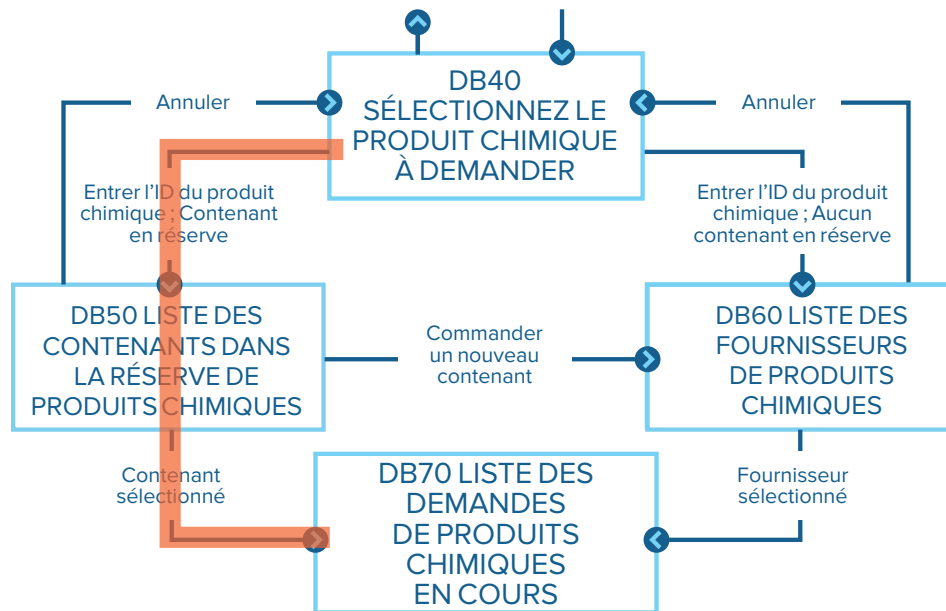 DB40
SÉLECTIONNEZ LE
PRODUIT CHIMIQUE
À DEMANDER
Annuler
Annuler
Entrer l’ID du produit
chimique ; Contenant
en réserve
Entrer l’ID du produit
chimique ; Aucun
contenant en réserve
DB50 LISTE DES
CONTENANTS DANS
LA RÉSERVE DE
PRODUITS CHIMIQUES
Commander
un nouveau
contenant
DB60 LISTE DES
FOURNISSEURS
DE PRODUITS
CHIMIQUES
Contenant
sélectionné
DB70 LISTE DES
DEMANDES
DE PRODUITS
CHIMIQUES
EN COURS
Fournisseur
sélectionné